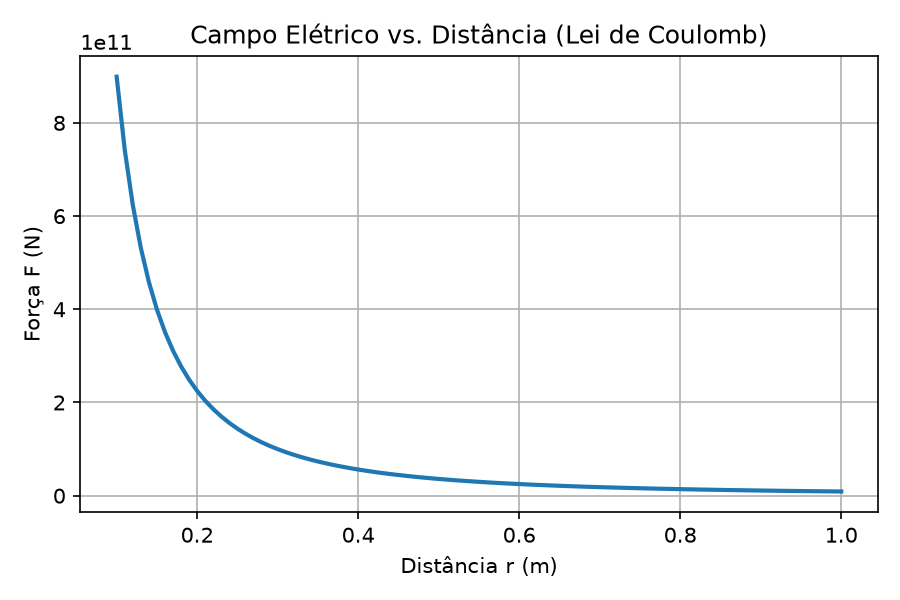 Campo Elétrico vs. Distância (Lei de Coulomb)
1e11
8
6
4
2
0
Força F (N)
0.2 0.4 0.6 0.8 1.0
Distância r (m)